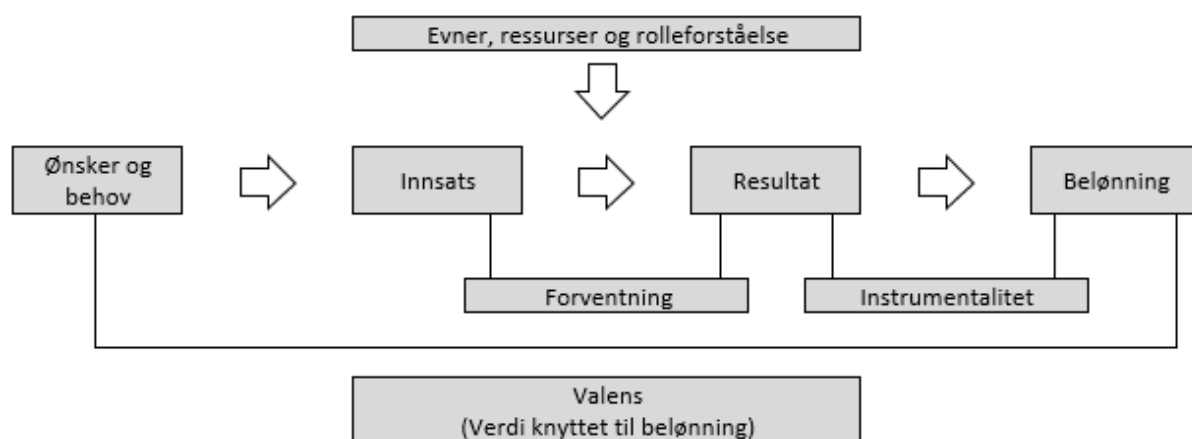 Evner, ressurser og rolleforståelse
Ønsker og
behov
Innsats
Resultat
Belønning
Forventning
Instrumentalitet
Valens
(Verdi knyttet til belønning)